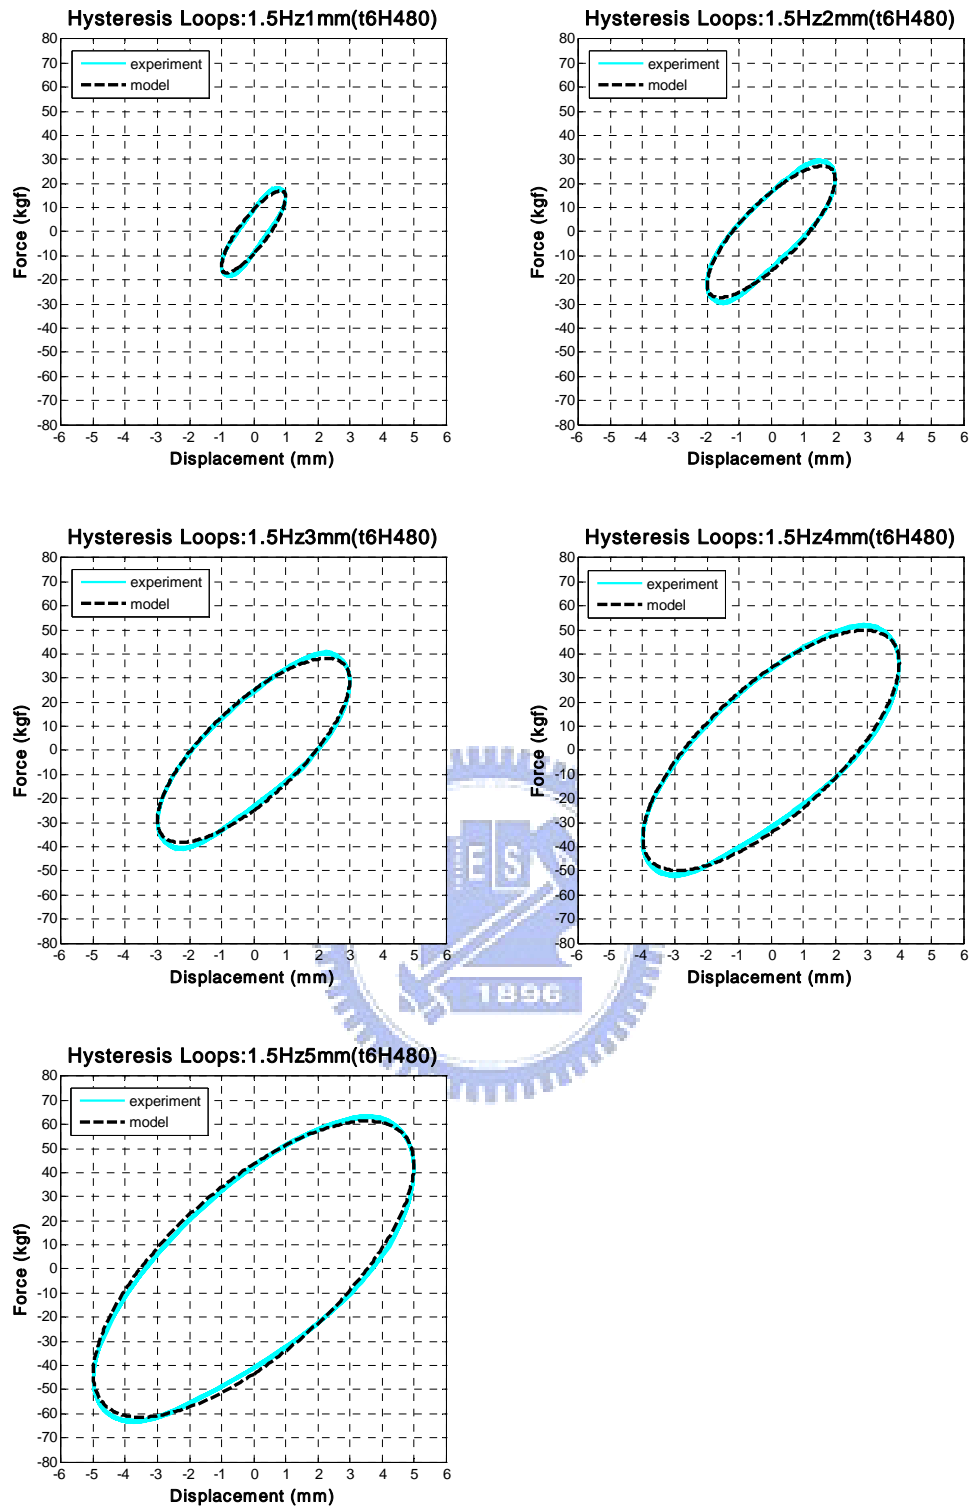 Hysteresis Loops:1.5Hz1mm(t6H480)
80
70
60
50
40
30
20
10
0
-10
-20
-30
-40
-50
-60
-70
-80
Force (kgf)
experiment
model
-6 -5 -4 -3 -2 -1 0 1 2 3 4 5 6
Displacement (mm)
Hysteresis Loops:1.5Hz2mm(t6H480)
80
70
60
50
40
30
20
10
0
-10
-20
-30
-40
-50
-60
-70
-80
Force (kgf)
experiment
model
-6 -5 -4 -3 -2 -1 0 1 2 3 4 5 6
Displacement (mm)
Hysteresis Loops:1.5Hz3mm(t6H480)
80
70
60
50
40
30
20
10
0
-10
-20
-30
-40
-50
-60
-70
-80
Force (kgf)
experiment
model
-6 -5 -4 -3 -2 -1 0 1 2 3 4 5 6
Displacement (mm)
Hysteresis Loops:1.5Hz4mm(t6H480)
80
70
60
50
40
30
20
10
0
-10
-20
-30
-40
-50
-60
-70
-80
Force (kgf)
experiment
model
-6 -5 -4 -3 -2 -1 0 1 2 3 4 5 6
Displacement (mm)
ES
1896
Hysteresis Loops:1.5Hz5mm(t6H480)
80
70
60
50
40
30
20
10
0
-10
-20
-30
-40
-50
-60
-70
-80
Force (kgf)
experiment
model
-6 -5 -4 -3 -2 -1 0 1 2 3 4 5 6
Displacement (mm)